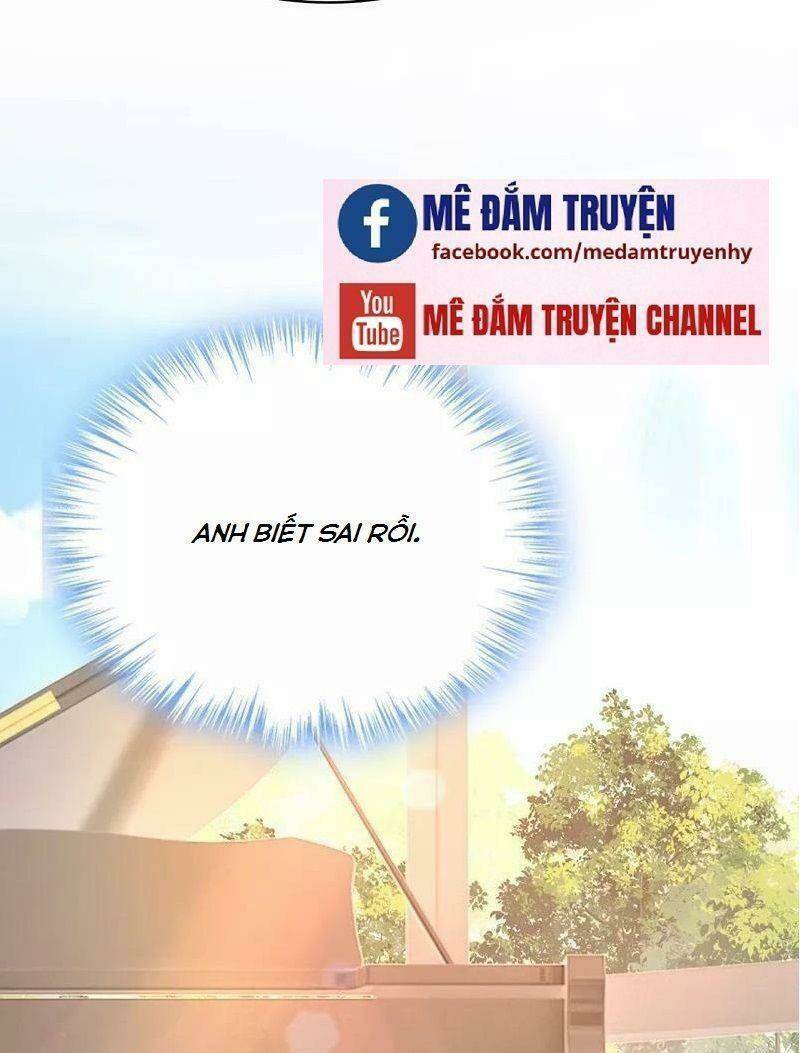 MÊ ĐẮM TRUYỆN
facebook.com/medamtruyenhy
You
Tube
MÊ ĐẮM TRUYỆN CHANNEL
ANH BIẾT SAI RỒI.